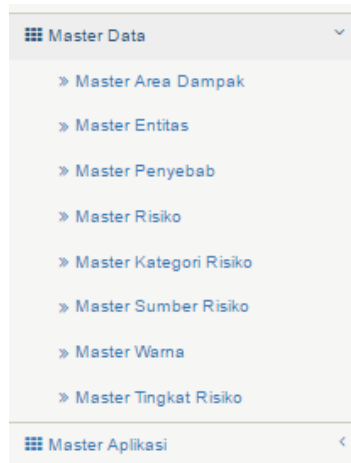 Master Data
» Master Area Dampak
» Master Entitas
» Master Penyebab
» Master Risiko
» Master Kategori Risiko
» Master Sumber Risiko
» Master Warna
» Master Tingkat Risiko
Master Aplikasi